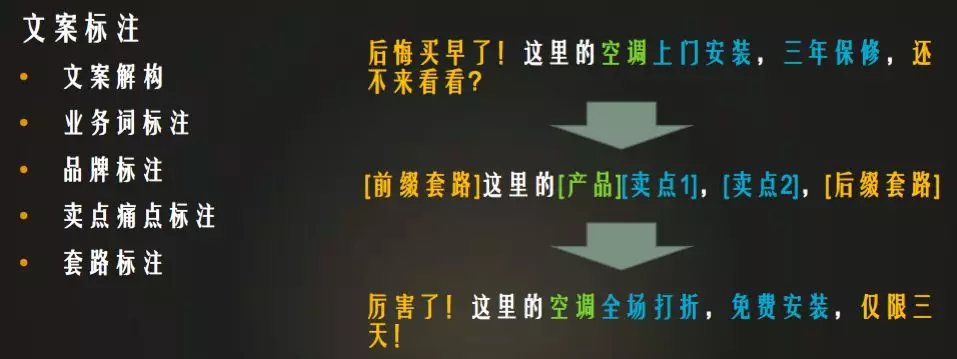 文案标注
• 文案解构
• 业务词标注
• 品牌标注
• 卖点痛点标注
• 套路标注
后悔买早了！这里的空调上门安装，三年保修，还
不来看看？
[前缀套路]这里的[产品][卖点1]，[卖点2]，[后缀套路]
厉害了！这里的空调全场打折，免费安装，仅限三
天！